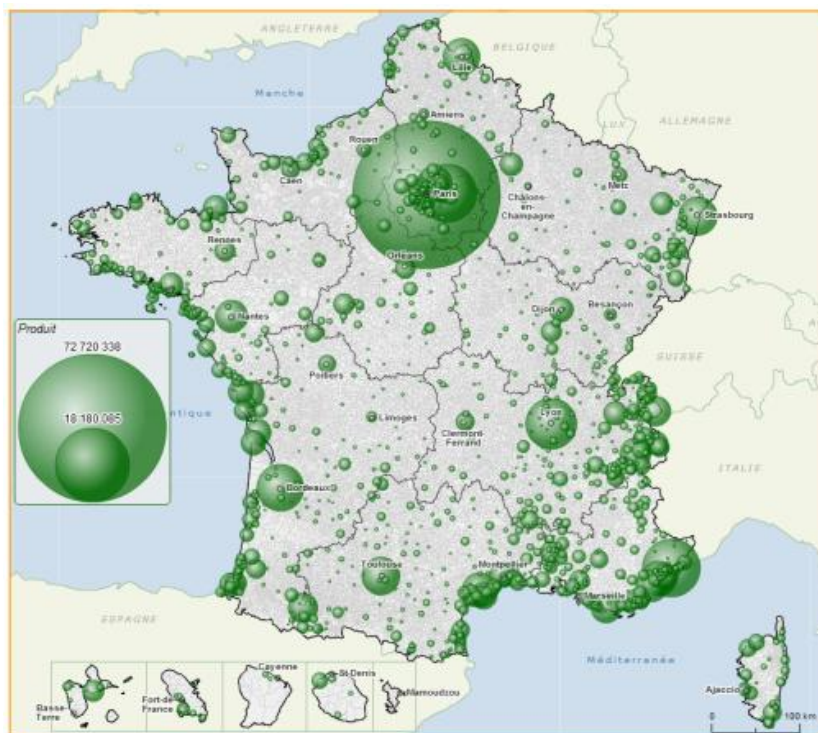 ANGLETERRE
BELGIQUE
Lille
Manche
Amiens
ALLEMAGNE
LUX
Rouen
Metz
Caen
Paris
Châlons-
en-
Champagne
Strasbourg
Rennes
Orléans
Dijon
Besançon
Nantes
Produit
72 720 338
18 180 085
SUISSE
Poitiers
ntique
Limoges
Lyon
Clermont-
Ferrand
ITALIE
Bordeaux
Toulouse
Montpellier
Marseille
ESPAGNE
Méditerranée
Cayenne
St-Denis
Mamoudzou
Basse-
Terre
Fort-de
France
Ajaccio
0 100 km